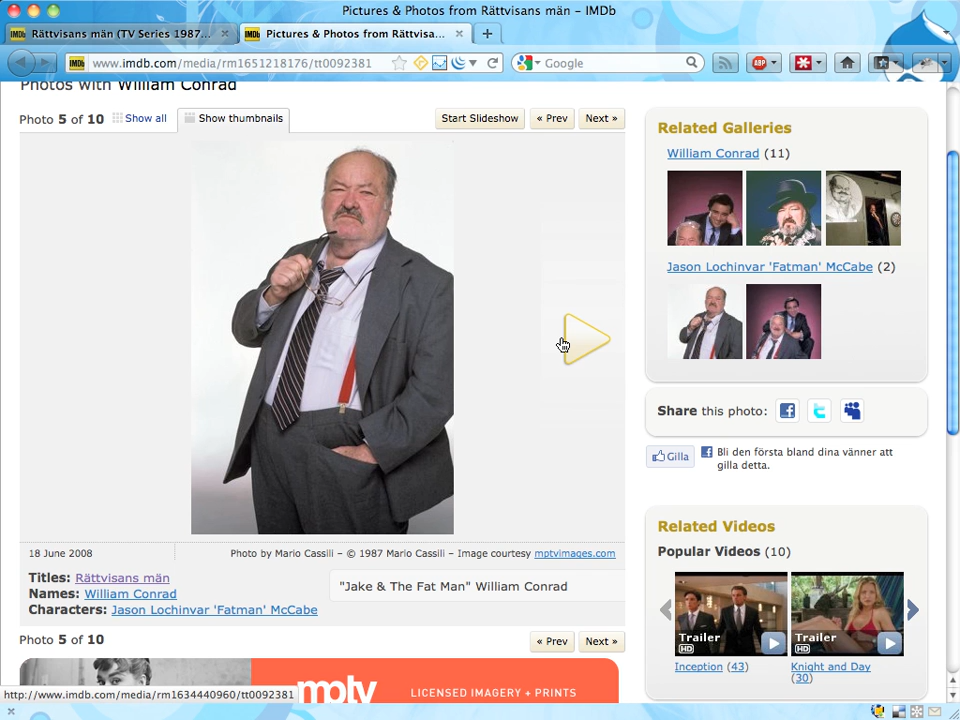 Pictures & Photos from Rättvisans män – IMDb
IMDb Rättvisans män (TV Series 1987...
IMDb Pictures & Photos from Rättvisa...
IMDb www.imdb.com/media/rm1651218176/tt0092381
Google
ABP
Photos with William Conrad
Photo 5 of 10 Show all Show thumbnails Start Slideshow « Prev Next »
18 June 2008 Photo by Mario Cassili – © 1987 Mario Cassili – Image courtesy mptvimages.com
Titles: Rättvisans män
Names: William Conrad
Characters: Jason Lochinvar 'Fatman' McCabe
"Jake & The Fat Man" William Conrad
Photo 5 of 10 « Prev Next »
mptv LICENSED IMAGERY + PRINTS
Related Galleries
William Conrad (11)
Jason Lochinvar 'Fatman' McCabe (2)
Share this photo:
Gilla Bli den första bland dina vänner att
gilla detta.
Related Videos
Popular Videos (10)
Trailer
HD
Trailer
HD
Inception (43)
Knight and Day
(30)
http://www.imdb.com/media/rm1634440960/tt0092381